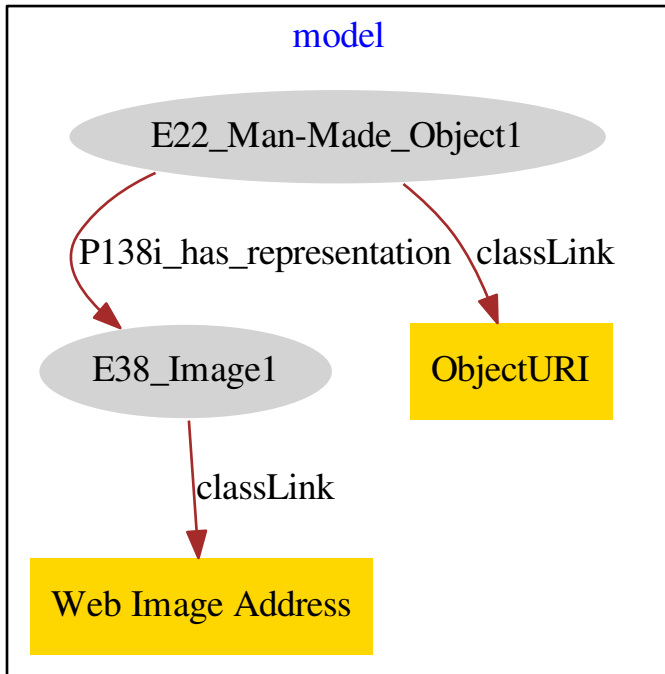 model
E22_Man-Made_Object1
P138i_has_representation
classLink
E38_Image1
ObjectURI
classLink
Web Image Address